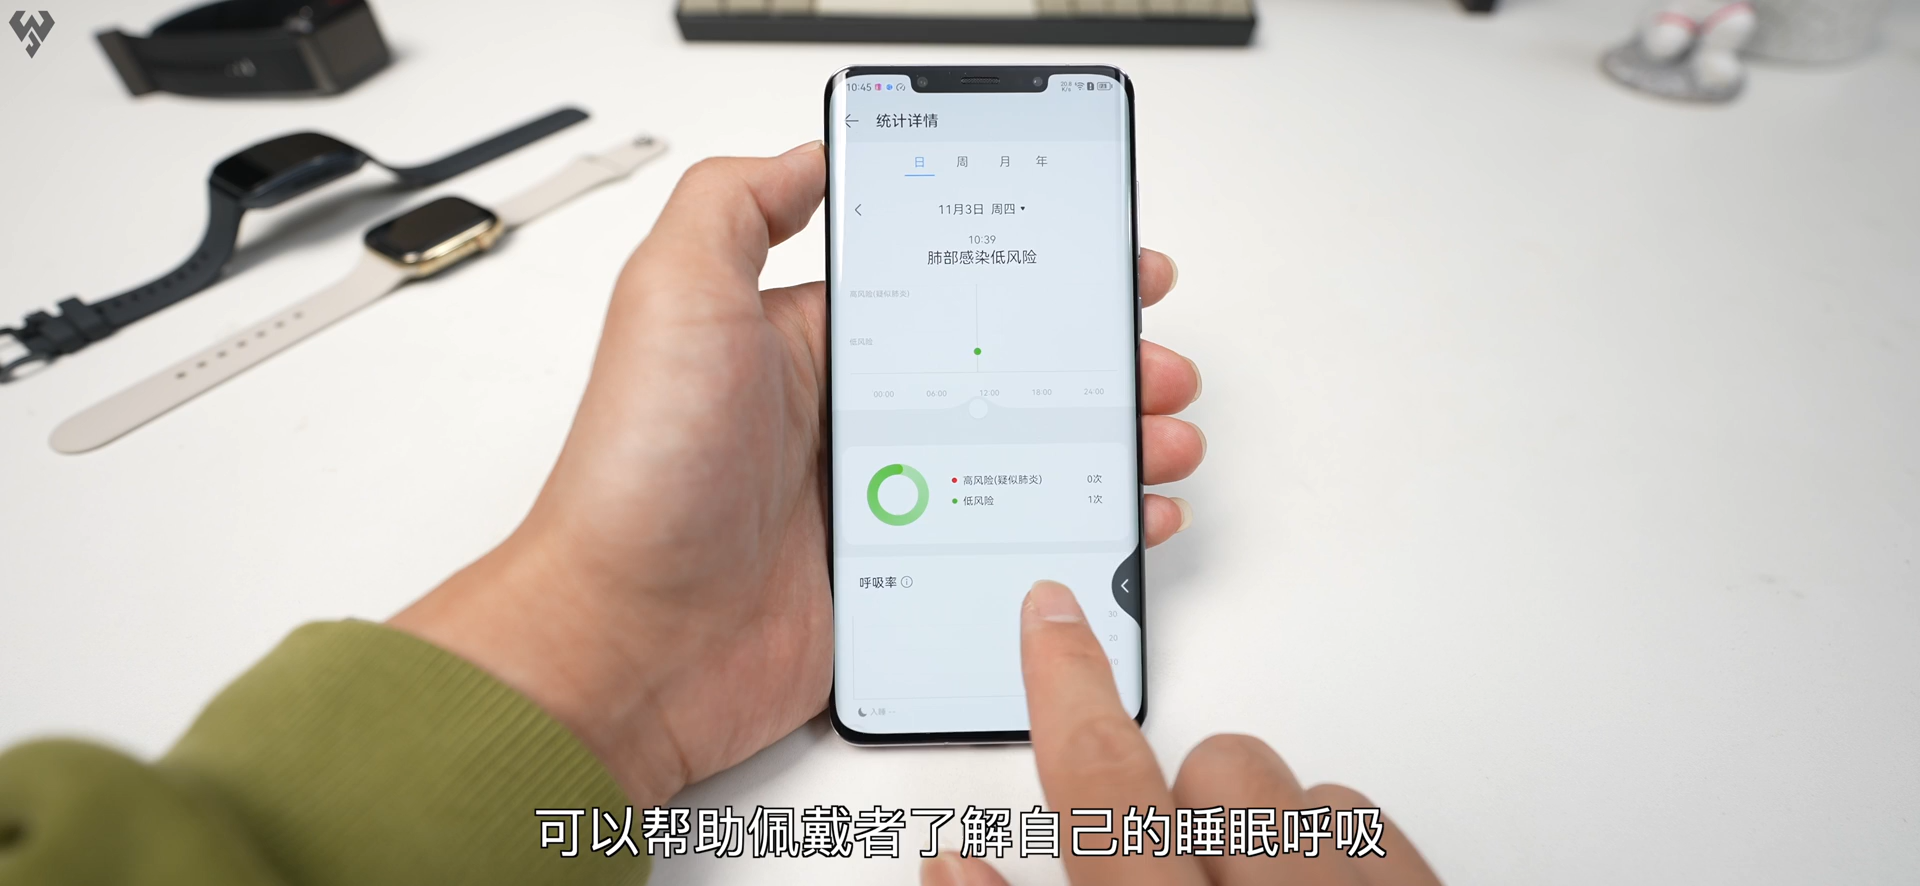 10:45
20.8
K/s
统计详情
日 周 月 年
11月3日 周四
10:39
肺部感染低风险
高风险(疑似肺炎)
低风险
00:00 06:00 12:00 18:00 24:00
高风险(疑似肺炎) 0次
低风险 1次
呼吸率
30
20
10
入睡 --
可以帮助佩戴者了解自己的睡眠呼吸